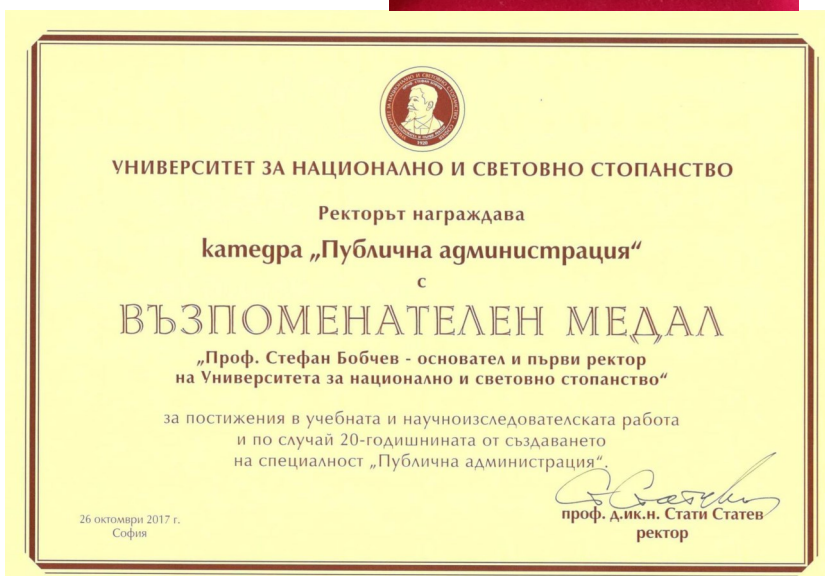 УНИВЕРСИТЕТ ЗА НАЦИОНАЛНО И СВЕТОВНО СТОПАНСТВО
Ректорът награждава
катедра „Публична администрация“
с
ВЪЗПОМЕНАТЕЛЕН МЕДАЛ
„Проф. Стефан Бобчев - основател и първи ректор
на Университета за национално и световно стопанство“
за постижения в учебната и научноизследователската работа
и по случай 20-годишнината от създаването
на специалност „Публична администрация“.
26 октомври 2017 г.
София
проф. д.ик.н. Стати Статев
ректор